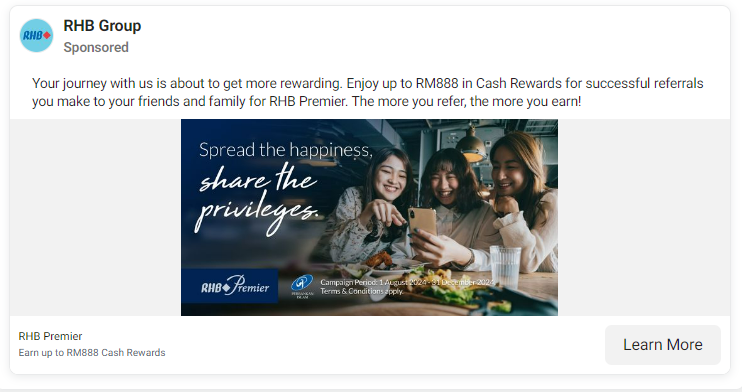 RHB
RHB Group
Sponsored
Your journey with us is about to get more rewarding. Enjoy up to RM888 in Cash Rewards for successful referrals
you make to your friends and family for RHB Premier. The more you refer, the more you earn!
Spread the happiness,
share the
privileges.
RHB Premier
PERBANKAN
ISLAM
Campaign Period: 1 August 2024 - 31 December 2024
Terms & Conditions apply.
RHB Premier
Earn up to RM888 Cash Rewards
Learn More